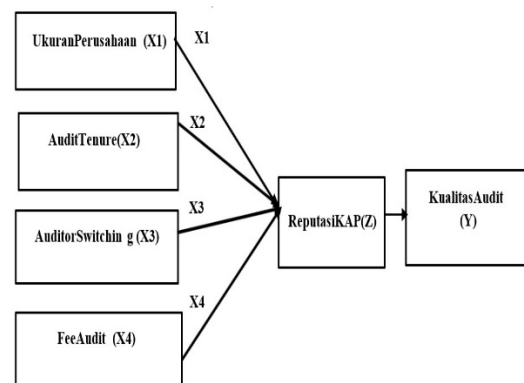 UkuranPerusahaan (X1)
X1
AuditTenure(X2)
X2
AuditorSwitchin g (X3)
X3
FeeAudit (X4)
X4
ReputasiKAP(Z)
KualitasAudit
(Y)